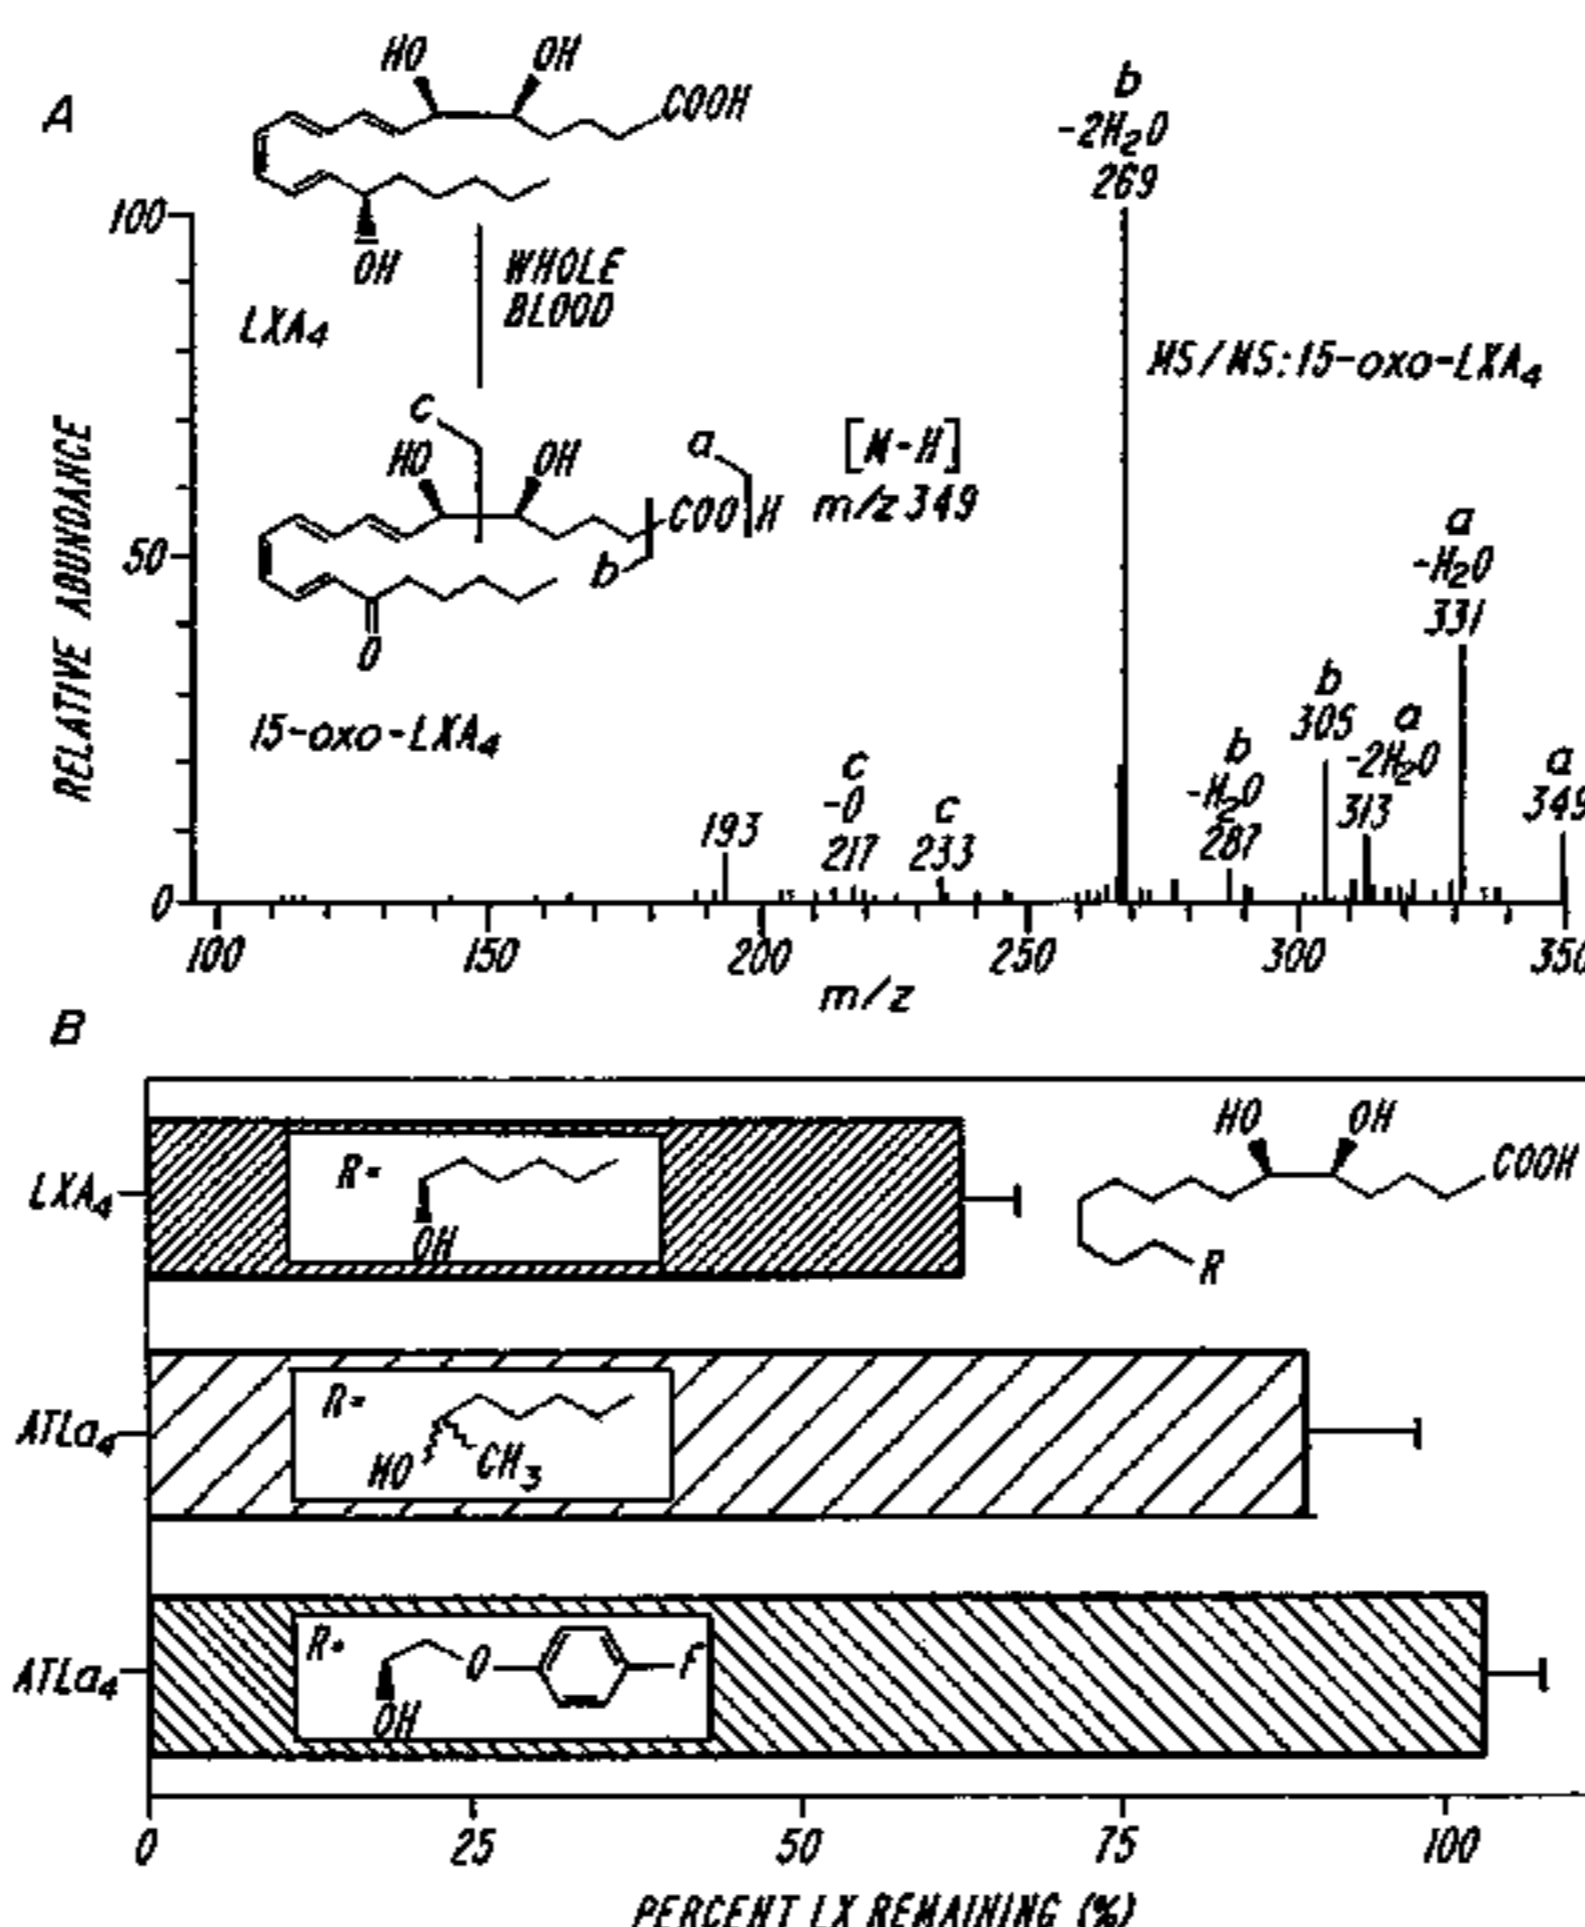 A
HO OH
COOH
OH
LXA4
WHOLE
BLOOD
c
HO OH
a
COO H
b
O
15-oxo-LXA4
[M-H]
m/z 349
MS/MS:15-oxo-LXA4
b
-2H2O
269
a
-H2O
331
b
305
a
-2H2O
313
a
349
b
-H2O
287
c
233
c
-O
217
193
RELATIVE ABUNDANCE
100
50
0
100 150 200 250 300 350
m/z
B
LXA4
R=
OH
HO OH
COOH
R
ATLa4
R=
HO CH3
ATLa4
R=
O F
OH
0 25 50 75 100
PERCENT LX REMAINING (%)